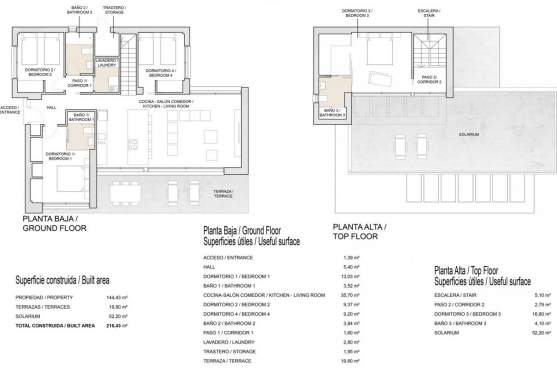 BAÑO 2 /
BATHROOM 2
TRASTERO /
STORAGE
DORMITORIO 2 /
BEDROOM 2
LAVADERO /
LAUNDRY
DORMITORIO 4 /
BEDROOM 4
PASO 1/
CORRIDOR 1
ACCESO /
ENTRANCE
HALL
COCINA - SALON COMEDOR /
KITCHEN - LIVING ROOM
BAÑO 1/
BATHROOM 1
DORMITORIO 1/
BEDROOM 1
TERRAZA /
TERRACE
PLANTA BAJA /
GROUND FLOOR
DORMITORIO 3 /
BEDROOM 3
ESCALERA /
STAIR
PASO 2/
CORRIDOR 2
BAÑO 3 /
BATHROOM 3
SOLARIUM
PLANTA ALTA /
TOP FLOOR
Superficie construida / Built area
PROPIEDAD / PROPERTY 144,43 m²
TERRAZAS / TERRACES 19,80 m²
SOLARIUM 52,20 m²
TOTAL CONSTRUIDA / BUILT AREA 216,43 m²
Planta Baja / Ground Floor
Superficies útiles / Useful surface
ACCESO / ENTRANCE 1,39 m²
HALL 5,40 m²
DORMITORIO 1 / BEDROOM 1 13,03 m²
BAÑO 1 / BATHROOM 1 3,52 m²
COCINA-SALÓN COMEDOR / KITCHEN - LIVING ROOM 35,70 m²
DORMITORIO 2 / BEDROOM 2 9,37 m²
DORMITORIO 4 / BEDROOM 4 9,20 m²
BAÑO 2 / BATHROOM 2 3,94 m²
PASO 1 / CORRIDOR 1 1,60 m²
LAVADERO / LAUNDRY 2,60 m²
TRASTERO / STORAGE 1,95 m²
TERRAZA / TERRACE 19,80 m²
Planta Alta / Top Floor
Superficies útiles / Useful surface
ESCALERA / STAIR 5,10 m²
PASO 2 / CORRIDOR 2 2,79 m²
DORMITORIO 3 / BEDROOM 3 16,80 m²
BAÑO 3 / BATHROOM 3 4,10 m²
SOLARIUM 52,20 m²